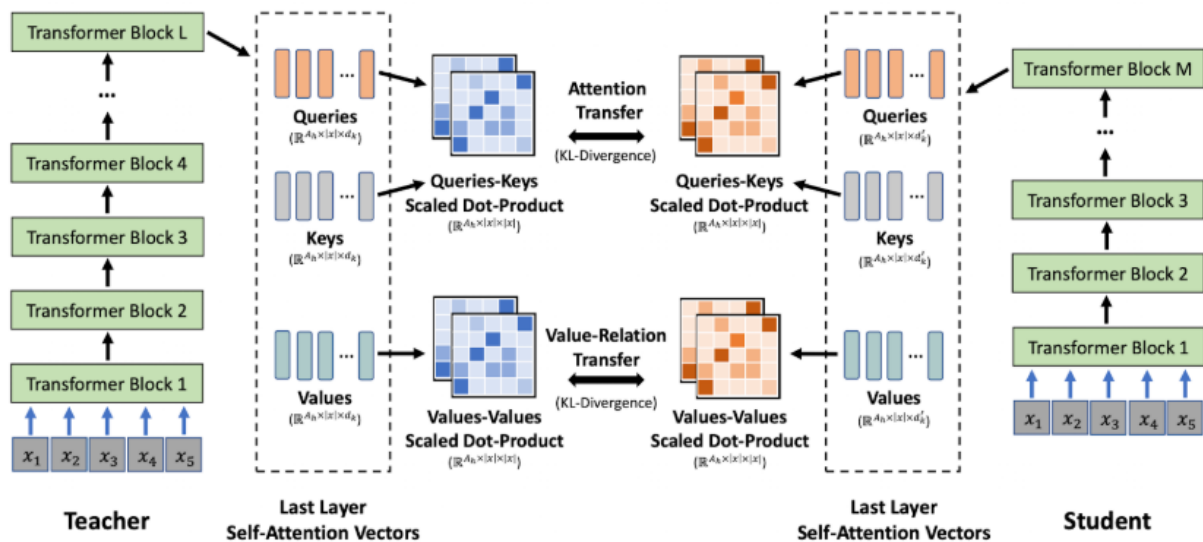 Transformer Block L
...
Transformer Block 4
Transformer Block 3
Transformer Block 2
Transformer Block 1
x₁ x₂ x₃ x₄ x₅
Teacher
...
Queries
(ℝ^{A_h×|x|×d_k})
...
Keys
(ℝ^{A_h×|x|×d_k})
...
Values
(ℝ^{A_h×|x|×d_k})
Last Layer
Self-Attention Vectors
Queries-Keys
Scaled Dot-Product
(ℝ^{A_h×|x|×|x|})
Values-Values
Scaled Dot-Product
(ℝ^{A_h×|x|×|x|})
Attention
Transfer
(KL-Divergence)
Value-Relation
Transfer
(KL-Divergence)
Queries-Keys
Scaled Dot-Product
(ℝ^{A_h×|x|×|x|})
Values-Values
Scaled Dot-Product
(ℝ^{A_h×|x|×|x|})
...
Queries
(ℝ^{A_h×|x|×d'_k})
...
Keys
(ℝ^{A_h×|x|×d'_k})
...
Values
(ℝ^{A_h×|x|×d'_k})
Last Layer
Self-Attention Vectors
Transformer Block M
...
Transformer Block 3
Transformer Block 2
Transformer Block 1
x₁ x₂ x₃ x₄ x₅
Student